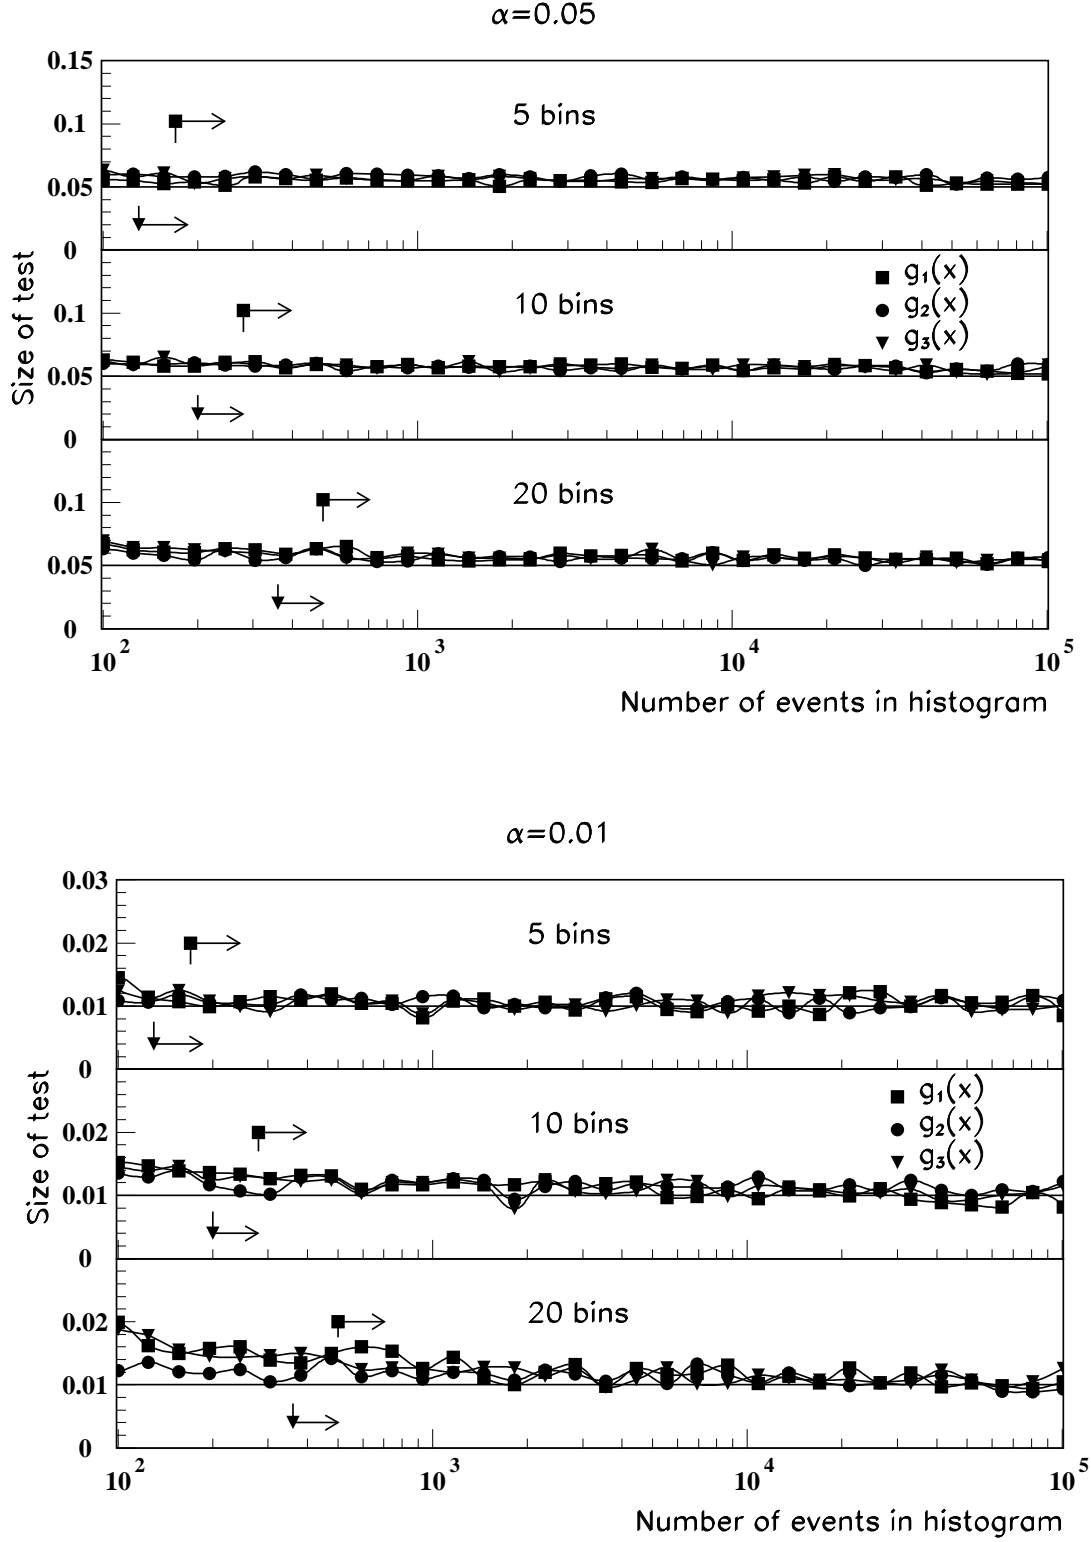 α=0.05
0.15
0.1
0.05
0
5 bins
0.1
0.05
0
10 bins
g₁(x)
g₂(x)
g₃(x)
0.1
0.05
0
20 bins
Size of test
10² 10³ 10⁴ 10⁵
Number of events in histogram
α=0.01
0.03
0.02
0.01
0
5 bins
0.02
0.01
0
10 bins
g₁(x)
g₂(x)
g₃(x)
0.02
0.01
0
20 bins
Size of test
10² 10³ 10⁴ 10⁵
Number of events in histogram